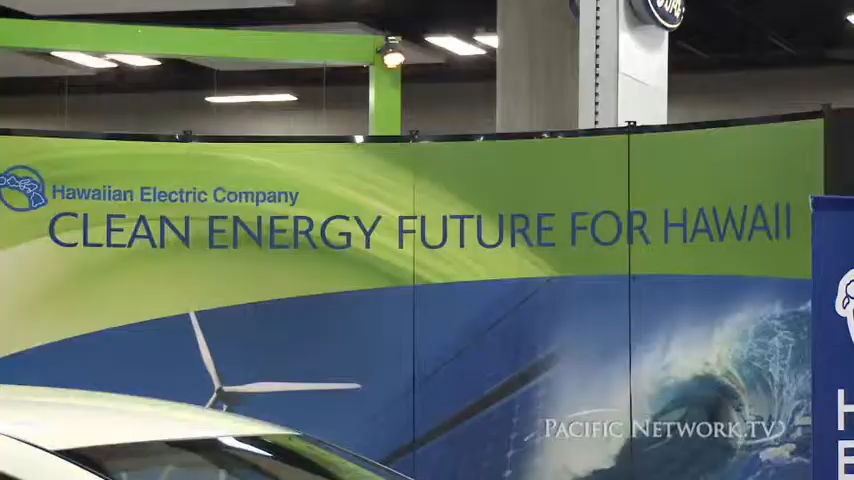 Hawaiian Electric Company
CLEAN ENERGY FUTURE FOR HAWAII
PACIFIC NETWORK.TV
H
E